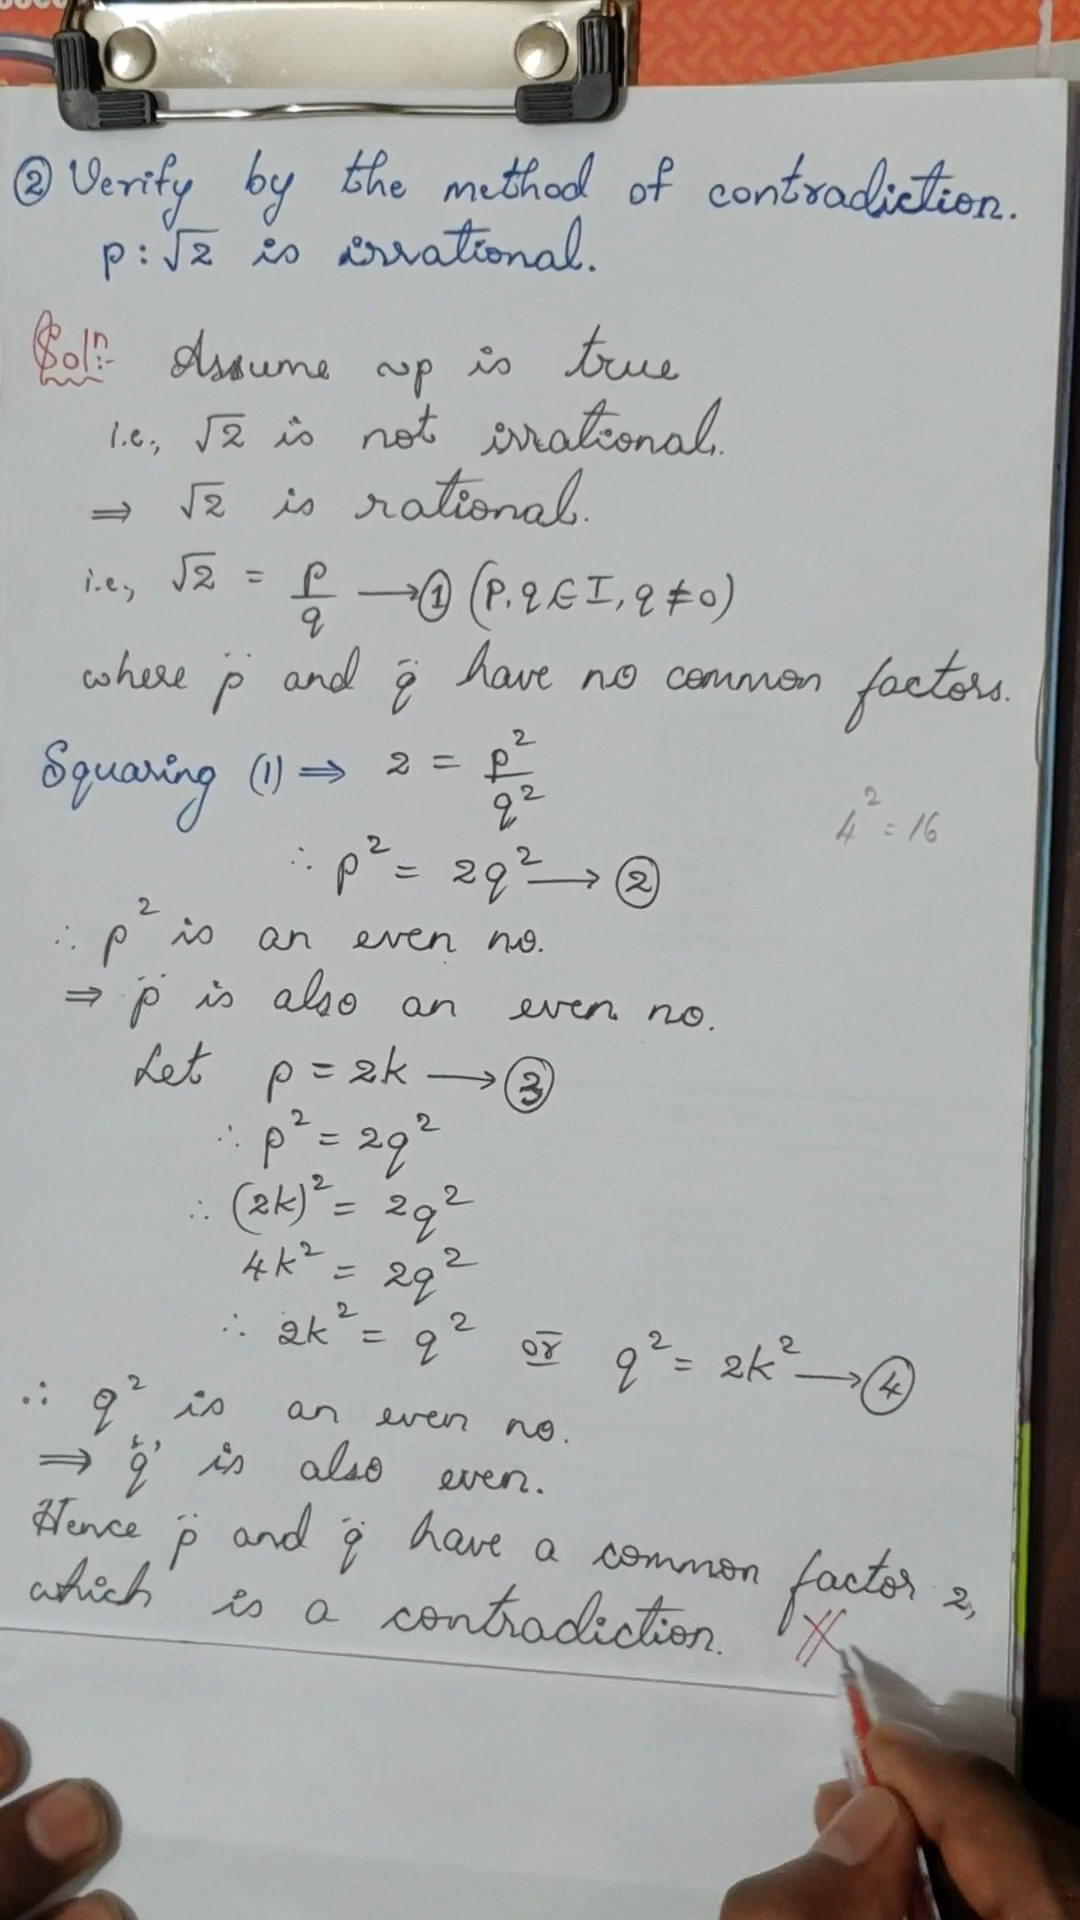 ② Verify by the method of contradiction.
p : √2 is irrational.
Solⁿ:- Assume ~p is true
i.e., √2 is not irrational.
⇒ √2 is rational.
i.e., √2 = p/q ⟶ ① (p, q ∈ I, q ≠ 0)
where "p" and "q" have no common factors.
Squaring (1) ⇒ 2 = p²/q²
4² = 16
∴ p² = 2q² ⟶ ②
∴ p² is an even no.
⇒ "p" is also an even no.
Let p = 2k ⟶ ③
∴ p² = 2q²
∴ (2k)² = 2q²
4k² = 2q²
∴ 2k² = q² or q² = 2k² ⟶ ④
∴ q² is an even no.
⇒ 'q' is also even.
Hence "p" and "q" have a common factor 2,
which is a contradiction.